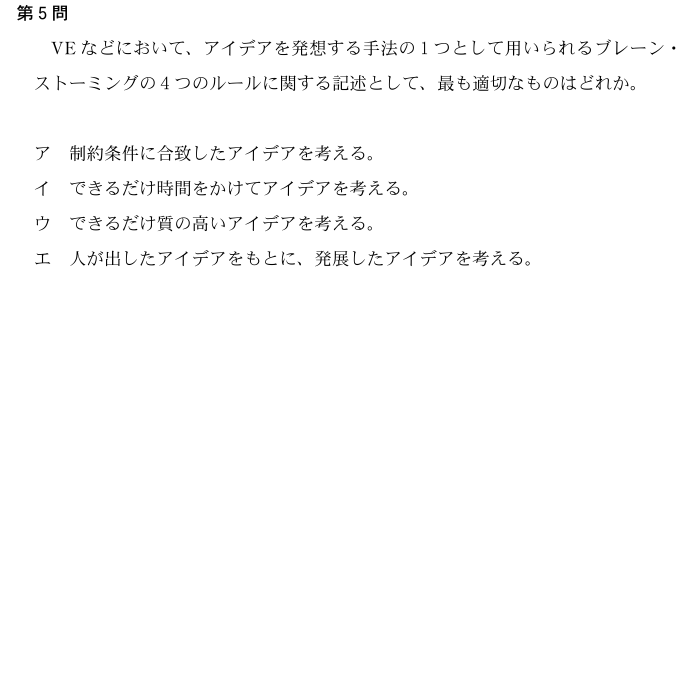 第５問
VEなどにおいて、アイデアを発想する手法の１つとして用いられるブレーン・
ストーミングの４つのルールに関する記述として、最も適切なものはどれか。
ア　制約条件に合致したアイデアを考える。
イ　できるだけ時間をかけてアイデアを考える。
ウ　できるだけ質の高いアイデアを考える。
エ　人が出したアイデアをもとに、発展したアイデアを考える。